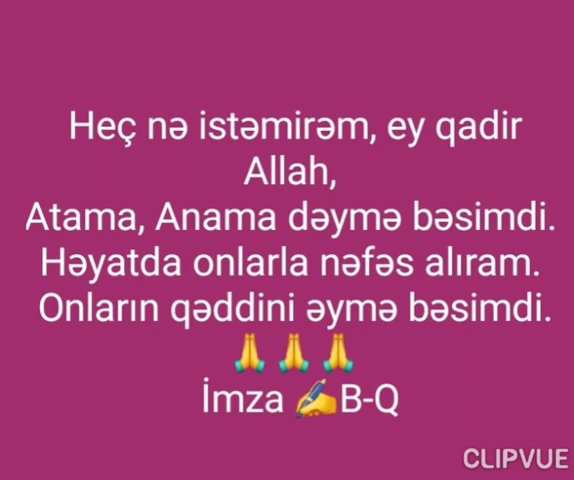 Heç nə istəmirəm, ey qadir
Allah,
Atama, Anama dəymə bəsimdi.
Həyatda onlarla nəfəs alıram.
Onların qəddini əymə bəsimdi.
🙏🙏🙏
İmza ✍️B-Q
CLIPVUE